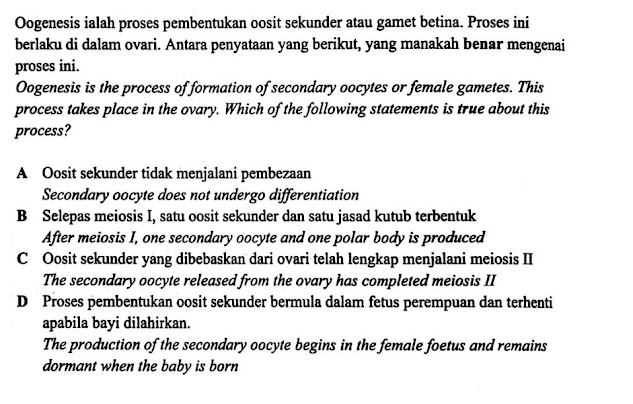 Oogenesis ialah proses pembentukan oosit sekunder atau gamet betina. Proses ini
berlaku di dalam ovari. Antara penyataan yang berikut, yang manakah benar mengenai
proses ini.
Oogenesis is the process of formation of secondary oocytes or female gametes. This
process takes place in the ovary. Which of the following statements is true about this
process?
A Oosit sekunder tidak menjalani pembezaan
Secondary oocyte does not undergo differentiation
B Selepas meiosis I, satu oosit sekunder dan satu jasad kutub terbentuk
After meiosis I, one secondary oocyte and one polar body is produced
C Oosit sekunder yang dibebaskan dari ovari telah lengkap menjalani meiosis II
The secondary oocyte released from the ovary has completed meiosis II
D Proses pembentukan oosit sekunder bermula dalam fetus perempuan dan terhenti
apabila bayi dilahirkan.
The production of the secondary oocyte begins in the female foetus and remains
dormant when the baby is born